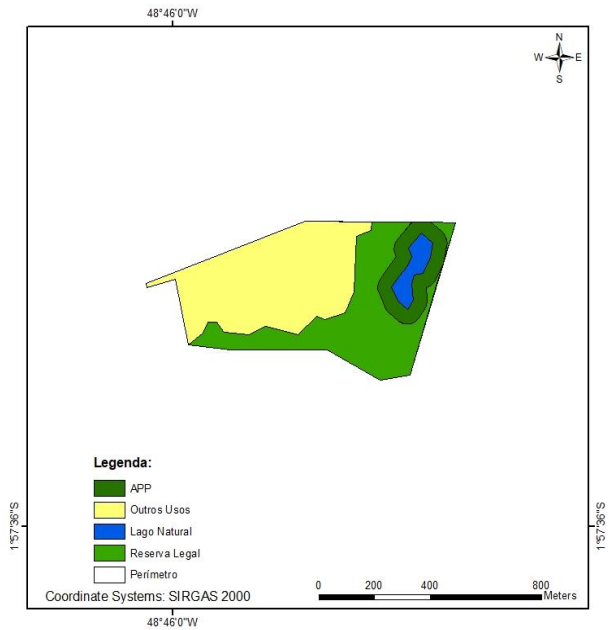 48°46'0"W
N
W E
S
1°57'36"S
1°57'36"S
Legenda:
APP
Outros Usos
Lago Natural
Reserva Legal
Perímetro
Coordinate Systems: SIRGAS 2000
0 200 400 800
Meters
48°46'0"W